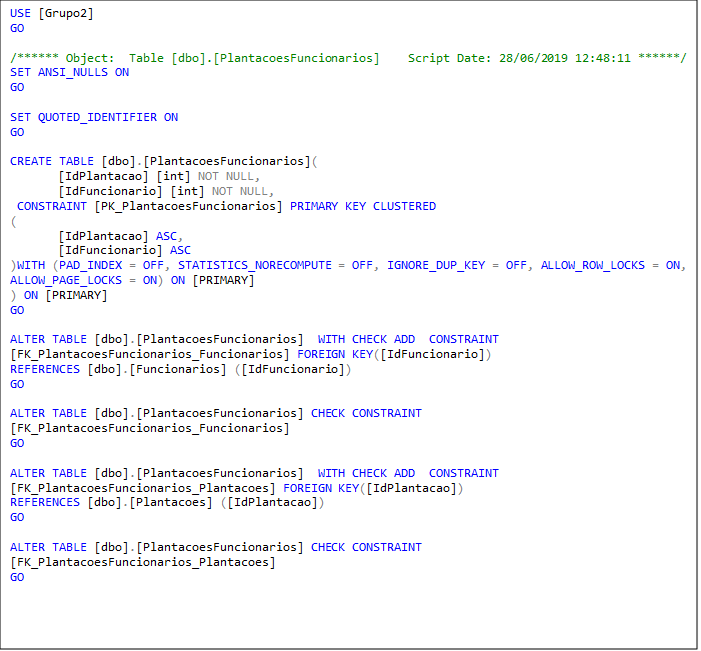 USE [Grupo2]
GO
/****** Object:  Table [dbo].[PlantacoesFuncionarios]    Script Date: 28/06/2019 12:48:11 ******/
SET ANSI_NULLS ON
GO
SET QUOTED_IDENTIFIER ON
GO
CREATE TABLE [dbo].[PlantacoesFuncionarios](
[IdPlantacao] [int] NOT NULL,
[IdFuncionario] [int] NOT NULL,
CONSTRAINT [PK_PlantacoesFuncionarios] PRIMARY KEY CLUSTERED
(
[IdPlantacao] ASC,
[IdFuncionario] ASC
)WITH (PAD_INDEX = OFF, STATISTICS_NORECOMPUTE = OFF, IGNORE_DUP_KEY = OFF, ALLOW_ROW_LOCKS = ON,
ALLOW_PAGE_LOCKS = ON) ON [PRIMARY]
) ON [PRIMARY]
GO
ALTER TABLE [dbo].[PlantacoesFuncionarios]  WITH CHECK ADD  CONSTRAINT
[FK_PlantacoesFuncionarios_Funcionarios] FOREIGN KEY([IdFuncionario])
REFERENCES [dbo].[Funcionarios] ([IdFuncionario])
GO
ALTER TABLE [dbo].[PlantacoesFuncionarios] CHECK CONSTRAINT
[FK_PlantacoesFuncionarios_Funcionarios]
GO
ALTER TABLE [dbo].[PlantacoesFuncionarios]  WITH CHECK ADD  CONSTRAINT
[FK_PlantacoesFuncionarios_Plantacoes] FOREIGN KEY([IdPlantacao])
REFERENCES [dbo].[Plantacoes] ([IdPlantacao])
GO
ALTER TABLE [dbo].[PlantacoesFuncionarios] CHECK CONSTRAINT
[FK_PlantacoesFuncionarios_Plantacoes]
GO